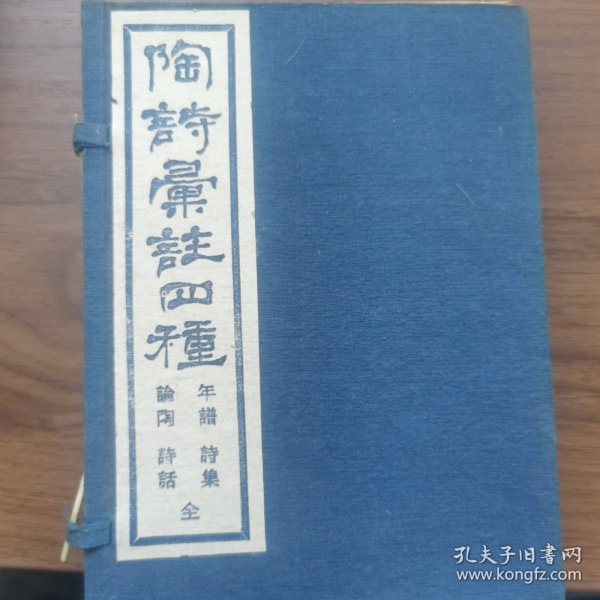 陶詩彙註四種
年譜 詩集
論陶 詩話
全
孔夫子旧书网
www.kongfz.com